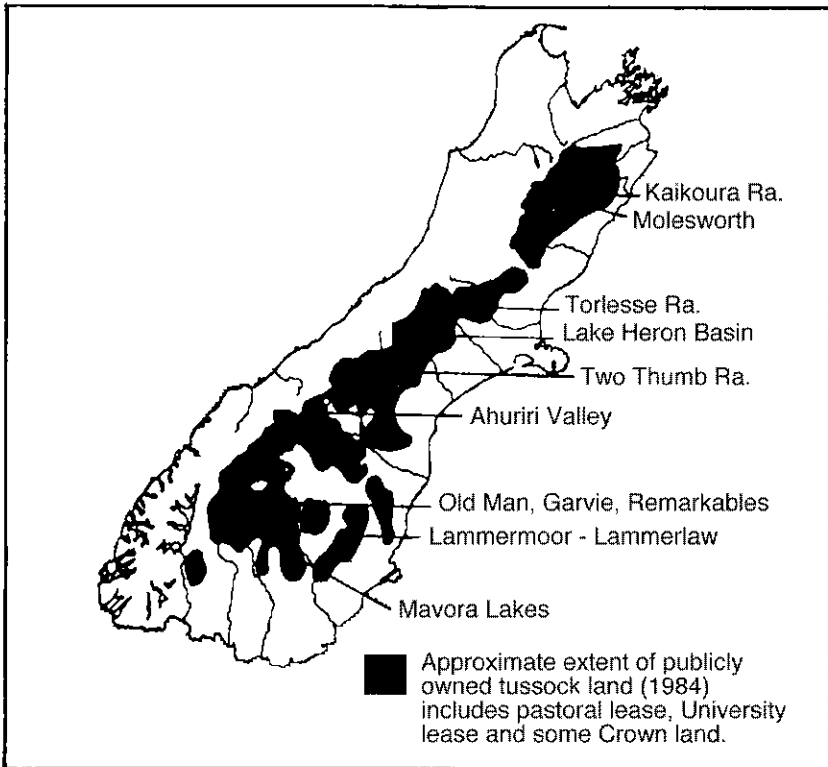 Kaikoura Ra.
Molesworth
Torlesse Ra.
Lake Heron Basin
Two Thumb Ra.
Ahuriri Valley
Old Man, Garvie, Remarkables
Lammermoor - Lammerlaw
Mavora Lakes
Approximate extent of publicly
owned tussock land (1984)
includes pastoral lease, University
lease and some Crown land.